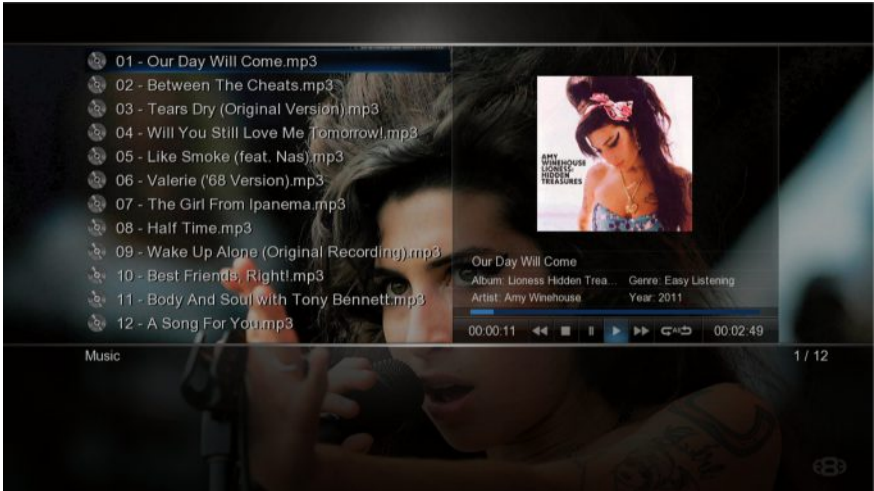 01 - Our Day Will Come.mp3
02 - Between The Cheats.mp3
03 - Tears Dry (Original Version).mp3
04 - Will You Still Love Me Tomorrow!.mp3
05 - Like Smoke (feat. Nas).mp3
06 - Valerie ('68 Version).mp3
07 - The Girl From Ipanema.mp3
08 - Half Time.mp3
09 - Wake Up Alone (Original Recording).mp3
10 - Best Friends, Right!.mp3
11 - Body And Soul with Tony Bennett.mp3
12 - A Song For You.mp3
AMY
WINEHOUSE
LIONESS:
HIDDEN
TREASURES
Our Day Will Come
Album: Lioness Hidden Trea... Genre: Easy Listening
Artist: Amy Winehouse Year: 2011
00:00:11 All 00:02:49
Music 1 / 12